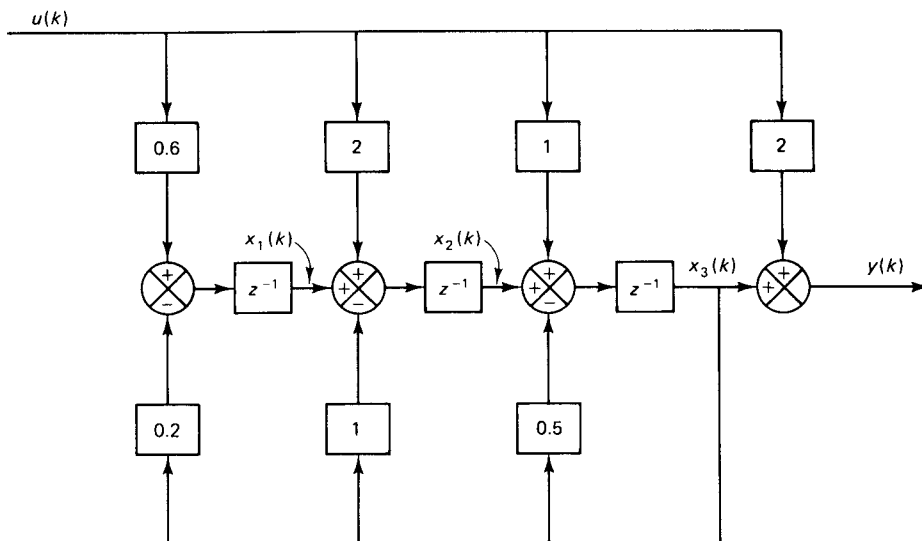 u(k)
0.6
2
1
2
x₁(k)
x₂(k)
x₃(k)
y(k)
+
−
z⁻¹
+
+
−
z⁻¹
+
+
−
z⁻¹
+
+
0.2
1
0.5